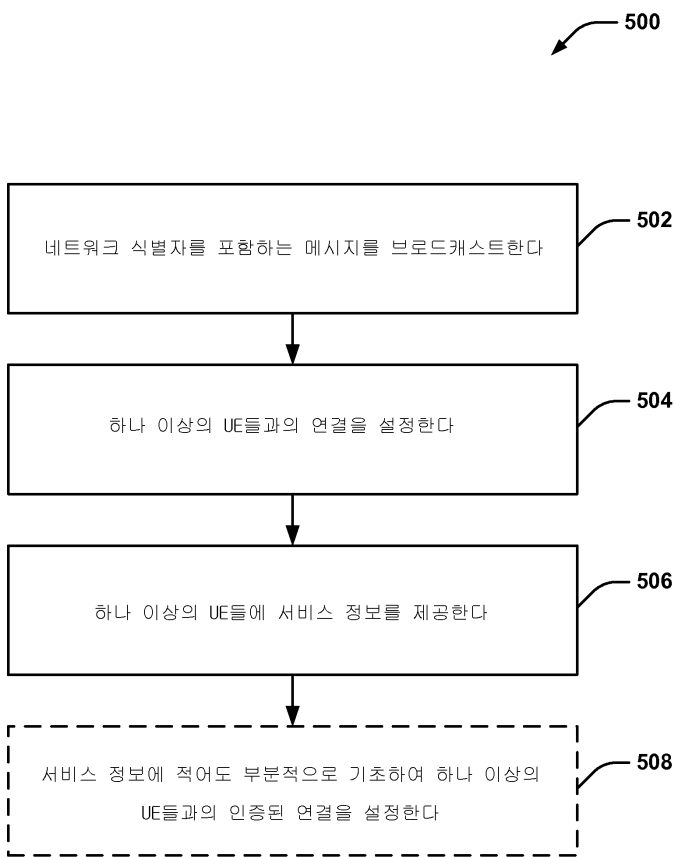 500
네트워크 식별자를 포함하는 메시지를 브로드캐스트한다
502
하나 이상의 UE들과의 연결을 설정한다
504
하나 이상의 UE들에 서비스 정보를 제공한다
506
서비스 정보에 적어도 부분적으로 기초하여 하나 이상의
UE들과의 인증된 연결을 설정한다
508